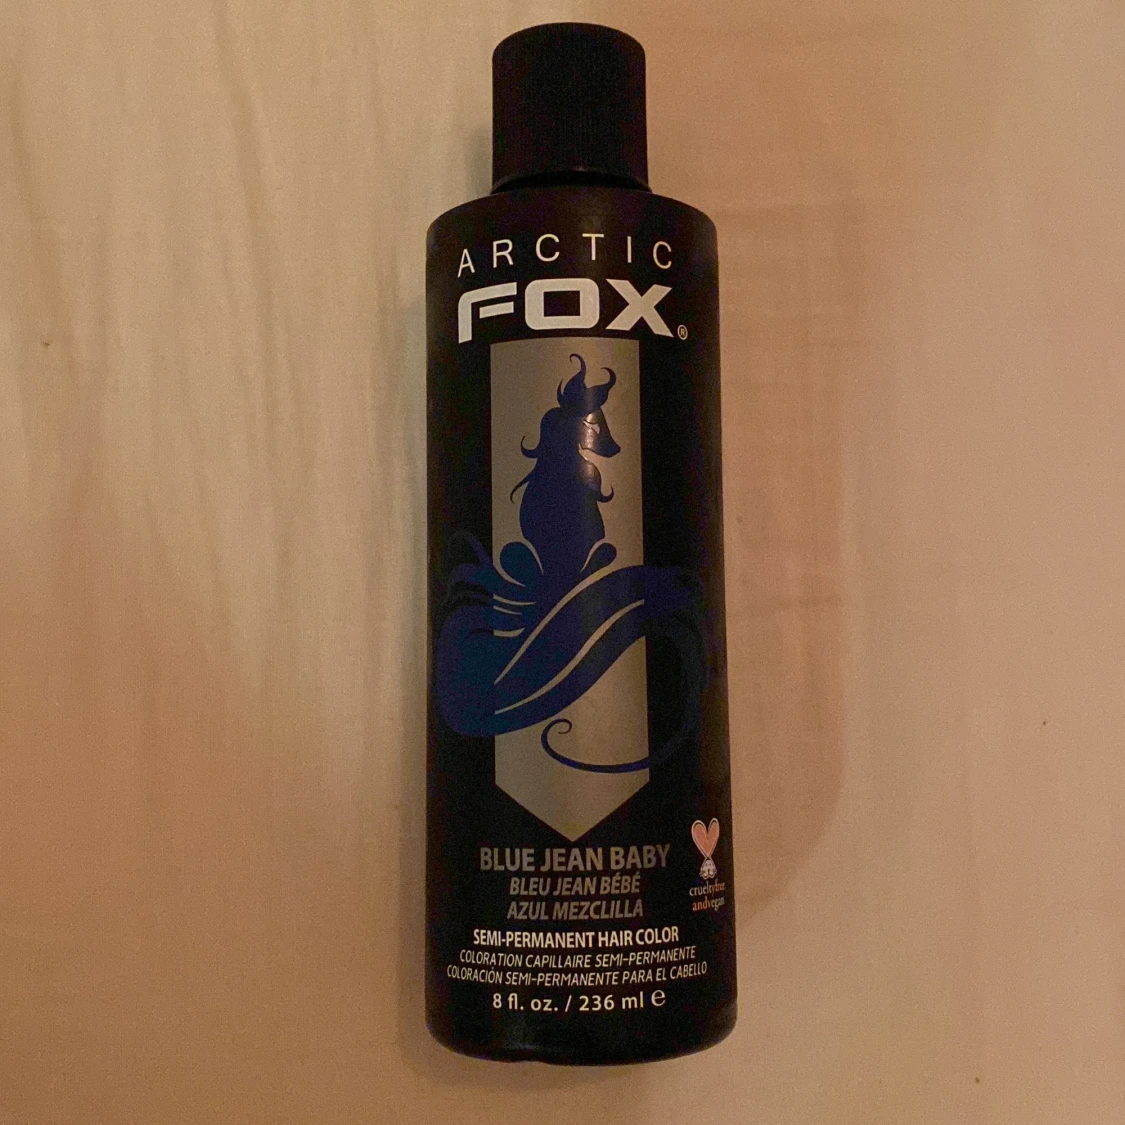 ARCTIC
FOX®
BLUE JEAN BABY
BLEU JEAN BÉBÉ
AZUL MEZCLILLA
crueltyfree
andvegan
SEMI-PERMANENT HAIR COLOR
COLORATION CAPILLAIRE SEMI-PERMANENTE
COLORACIÓN SEMI-PERMANENTE PARA EL CABELLO
8 fl. oz. / 236 ml ℮